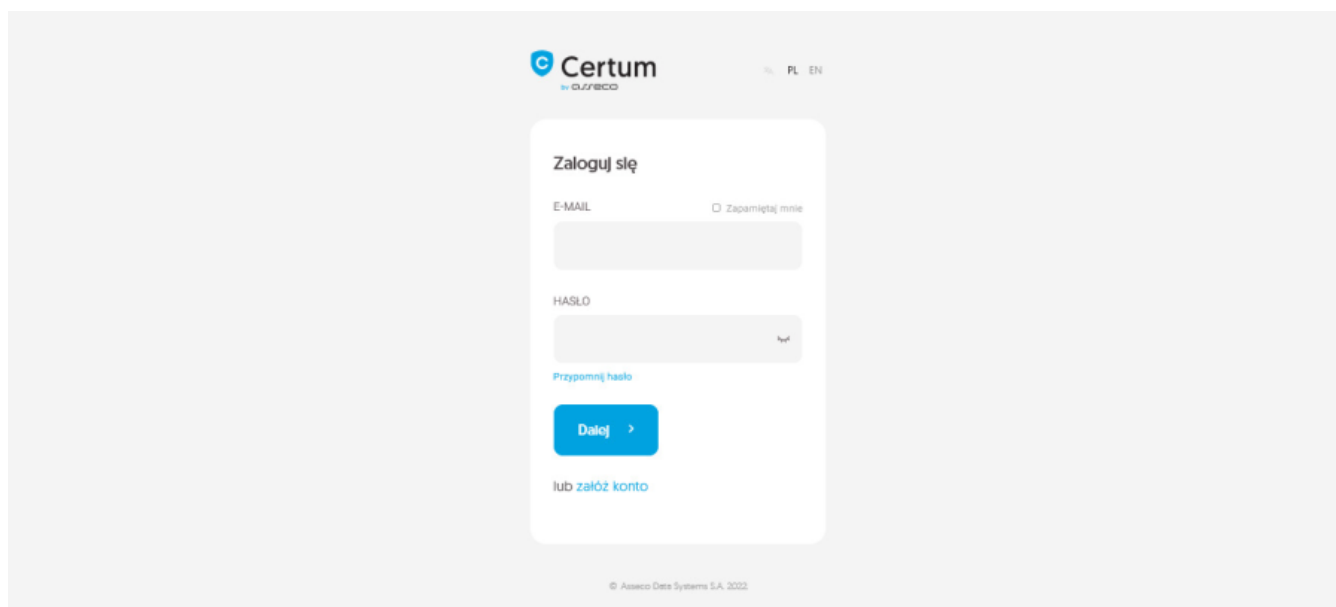 Certum
by asseco
PL EN
Zaloguj się
E-MAIL
Zapamiętaj mnie
HASŁO
Przypomnij hasło
Dalej
lub załóż konto
© Asseco Data Systems S.A. 2022